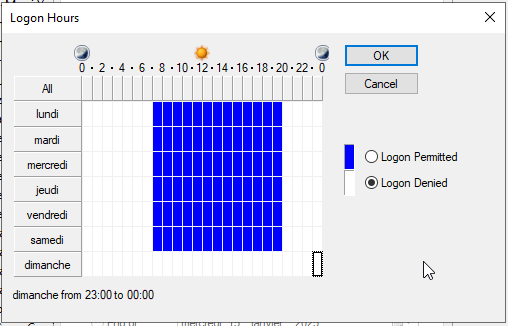 Logon Hours
0 · 2 · 4 · 6 · 8 · 10 · 12 · 14 · 16 · 18 · 20 · 22 · 0
OK
Cancel
All
lundi
mardi
mercredi
jeudi
vendredi
samedi
dimanche
Logon Permitted
Logon Denied
dimanche from 23:00 to 00:00